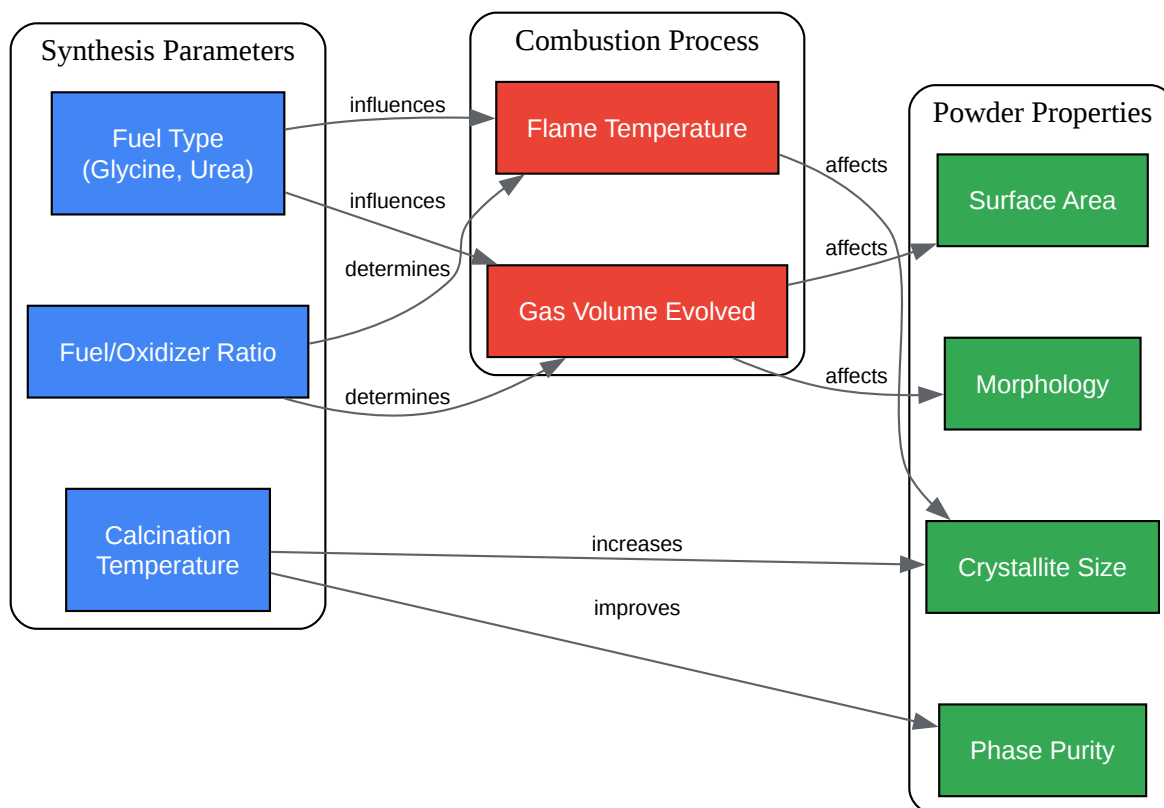 Synthesis Parameters
Fuel Type
(Glycine, Urea)
Fuel/Oxidizer Ratio
Calcination
Temperature
influences
influences
determines
determines
increases
improves
Combustion Process
Flame Temperature
Gas Volume Evolved
affects
affects
affects
Powder Properties
Surface Area
Morphology
Crystallite Size
Phase Purity